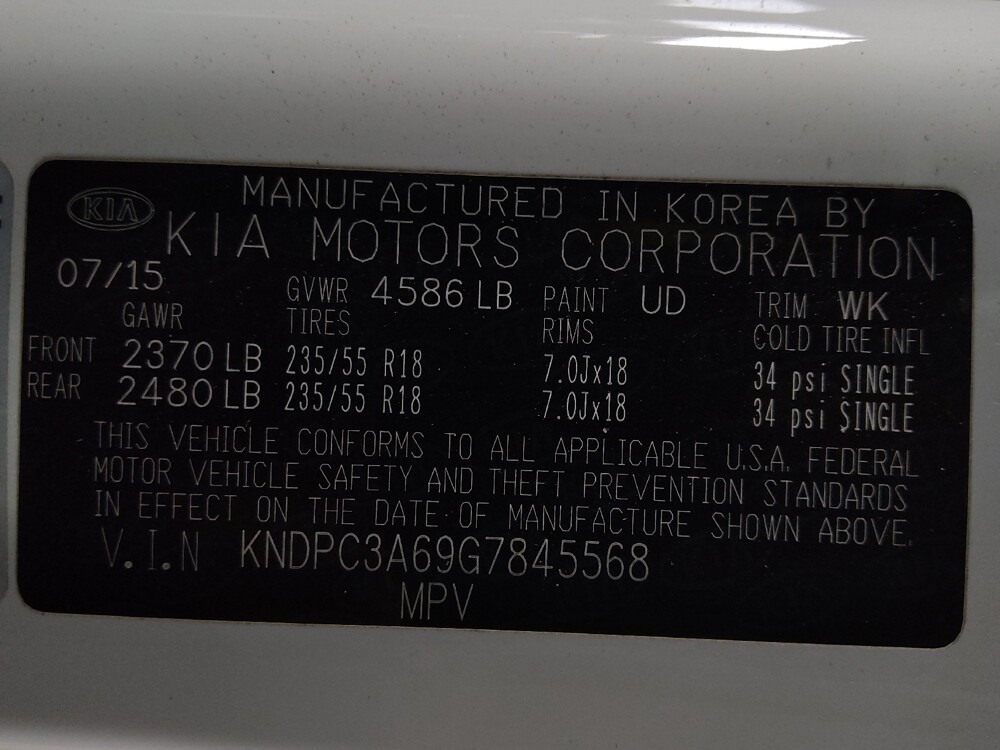 KIA
MANUFACTURED IN KOREA BY
KIA MOTORS CORPORATION
07/15 GVWR 4586 LB PAINT UD TRIM WK
GAWR TIRES RIMS COLD TIRE INFL
FRONT 2370 LB 235/55 R18 7.0Jx18 34 psi SINGLE
REAR 2480 LB 235/55 R18 7.0Jx18 34 psi SINGLE
THIS VEHICLE CONFORMS TO ALL APPLICABLE U.S.A. FEDERAL
MOTOR VEHICLE SAFETY AND THEFT PREVENTION STANDARDS
IN EFFECT ON THE DATE OF MANUFACTURE SHOWN ABOVE.
V.I.N KNDPC3A69G7845568
MPV